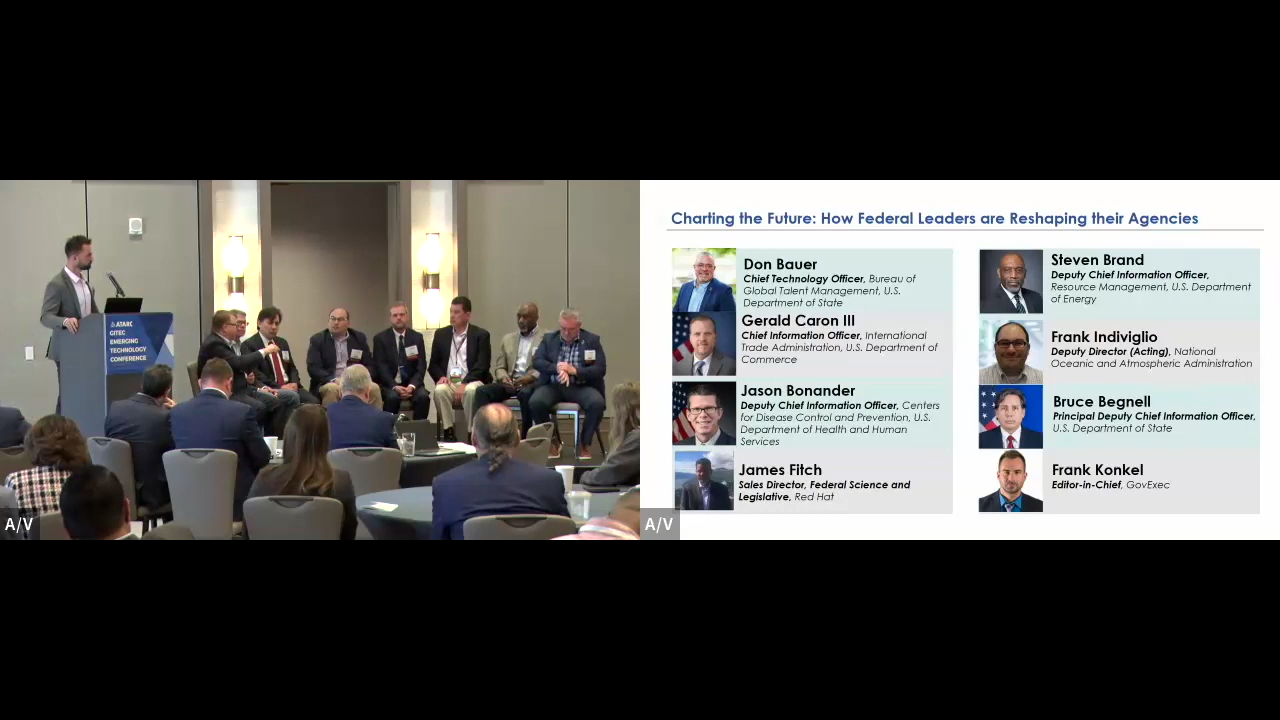 ATARC
GITEC
EMERGING
TECHNOLOGY
CONFERENCE
A/V
Charting the Future: How Federal Leaders are Reshaping their Agencies
Don Bauer
Chief Technology Officer, Bureau of
Global Talent Management, U.S.
Department of State
Gerald Caron III
Chief Information Officer, International
Trade Administration, U.S. Department of
Commerce
Jason Bonander
Deputy Chief Information Officer, Centers
for Disease Control and Prevention, U.S.
Department of Health and Human
Services
James Fitch
Sales Director, Federal Science and
Legislative, Red Hat
Steven Brand
Deputy Chief Information Officer,
Resource Management, U.S. Department
of Energy
Frank Indiviglio
Deputy Director (Acting), National
Oceanic and Atmospheric Administration
Bruce Begnell
Principal Deputy Chief Information Officer,
U.S. Department of State
Frank Konkel
Editor-in-Chief, GovExec
A/V